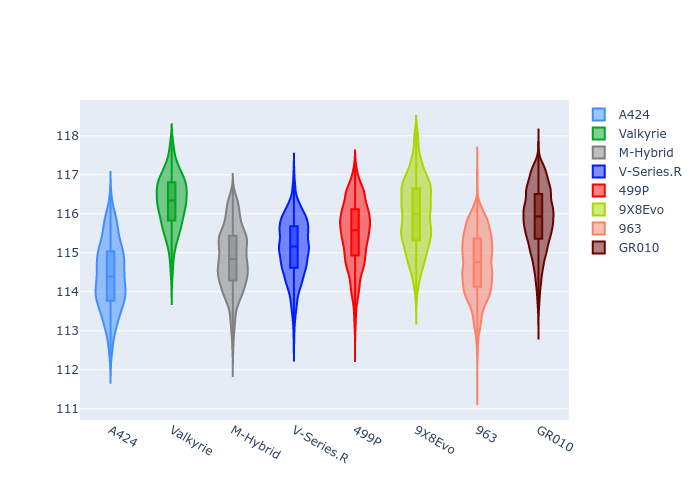 118
117
116
115
114
113
112
111
A424
Valkyrie
M-Hybrid
V-Series.R
499P
9X8Evo
963
GR010
A424
Valkyrie
M-Hybrid
V-Series.R
499P
9X8Evo
963
GR010